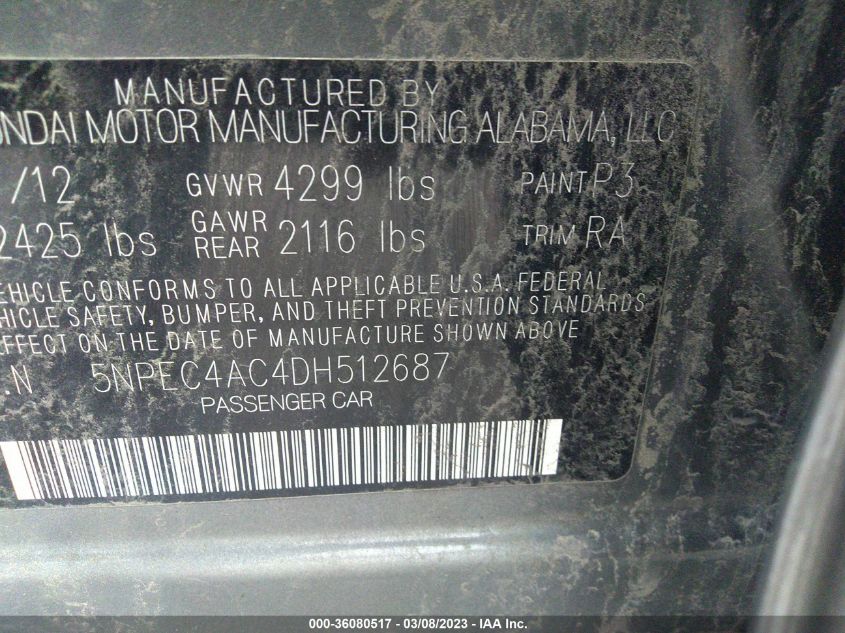 MANUFACTURED BY
UNDAI MOTOR MANUFACTURING ALABAMA, LLC
/12 GVWR 4299 lbs PAINT P3
2425 lbs GAWR REAR 2116 lbs TRIM RA
EHICLE CONFORMS TO ALL APPLICABLE U.S.A. FEDERAL
HICLE SAFETY, BUMPER, AND THEFT PREVENTION STANDARDS
EFFECT ON THE DATE OF MANUFACTURE SHOWN ABOVE
.N 5NPEC4AC4DH512687
PASSENGER CAR
000-36080517 - 03/08/2023 - IAA Inc.